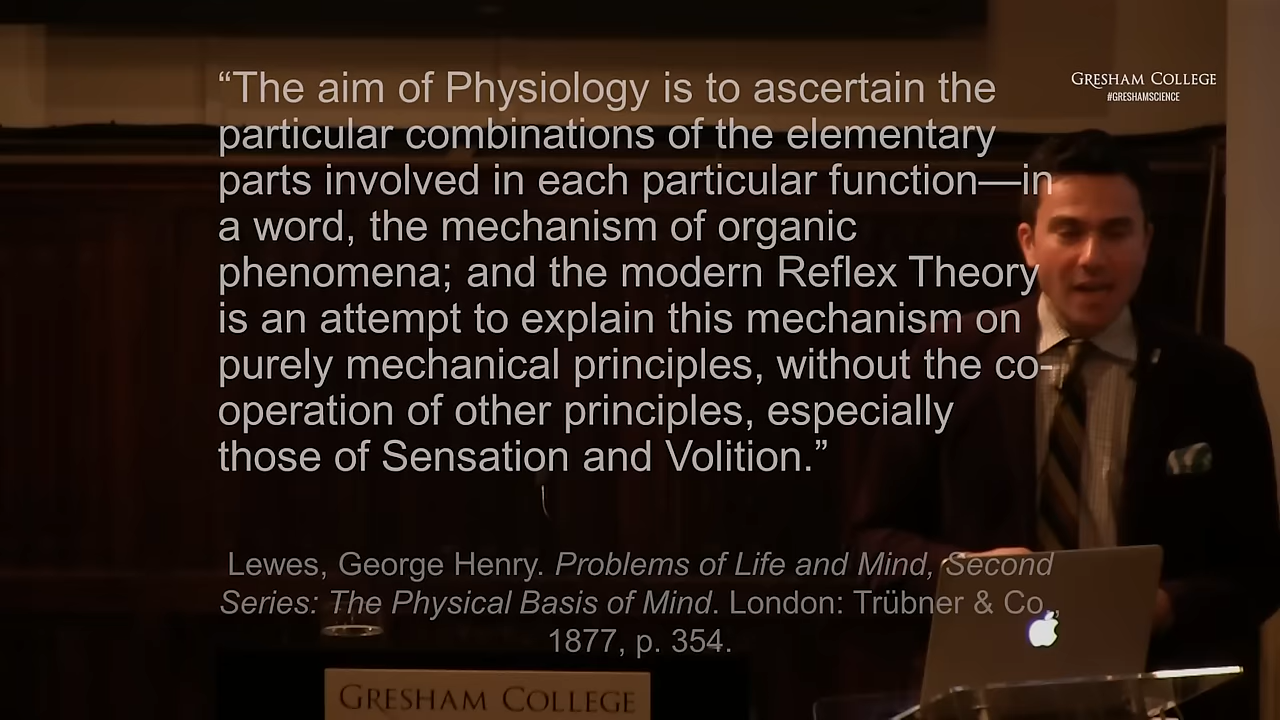 “The aim of Physiology is to ascertain the
particular combinations of the elementary
parts involved in each particular function—in
a word, the mechanism of organic
phenomena; and the modern Reflex Theory
is an attempt to explain this mechanism on
purely mechanical principles, without the co-
operation of other principles, especially
those of Sensation and Volition.”
Lewes, George Henry. Problems of Life and Mind, Second
Series: The Physical Basis of Mind. London: Trübner & Co.,
1877, p. 354.
GRESHAM COLLEGE
#GRESHAMSCIENCE
GRESHAM COLLEGE